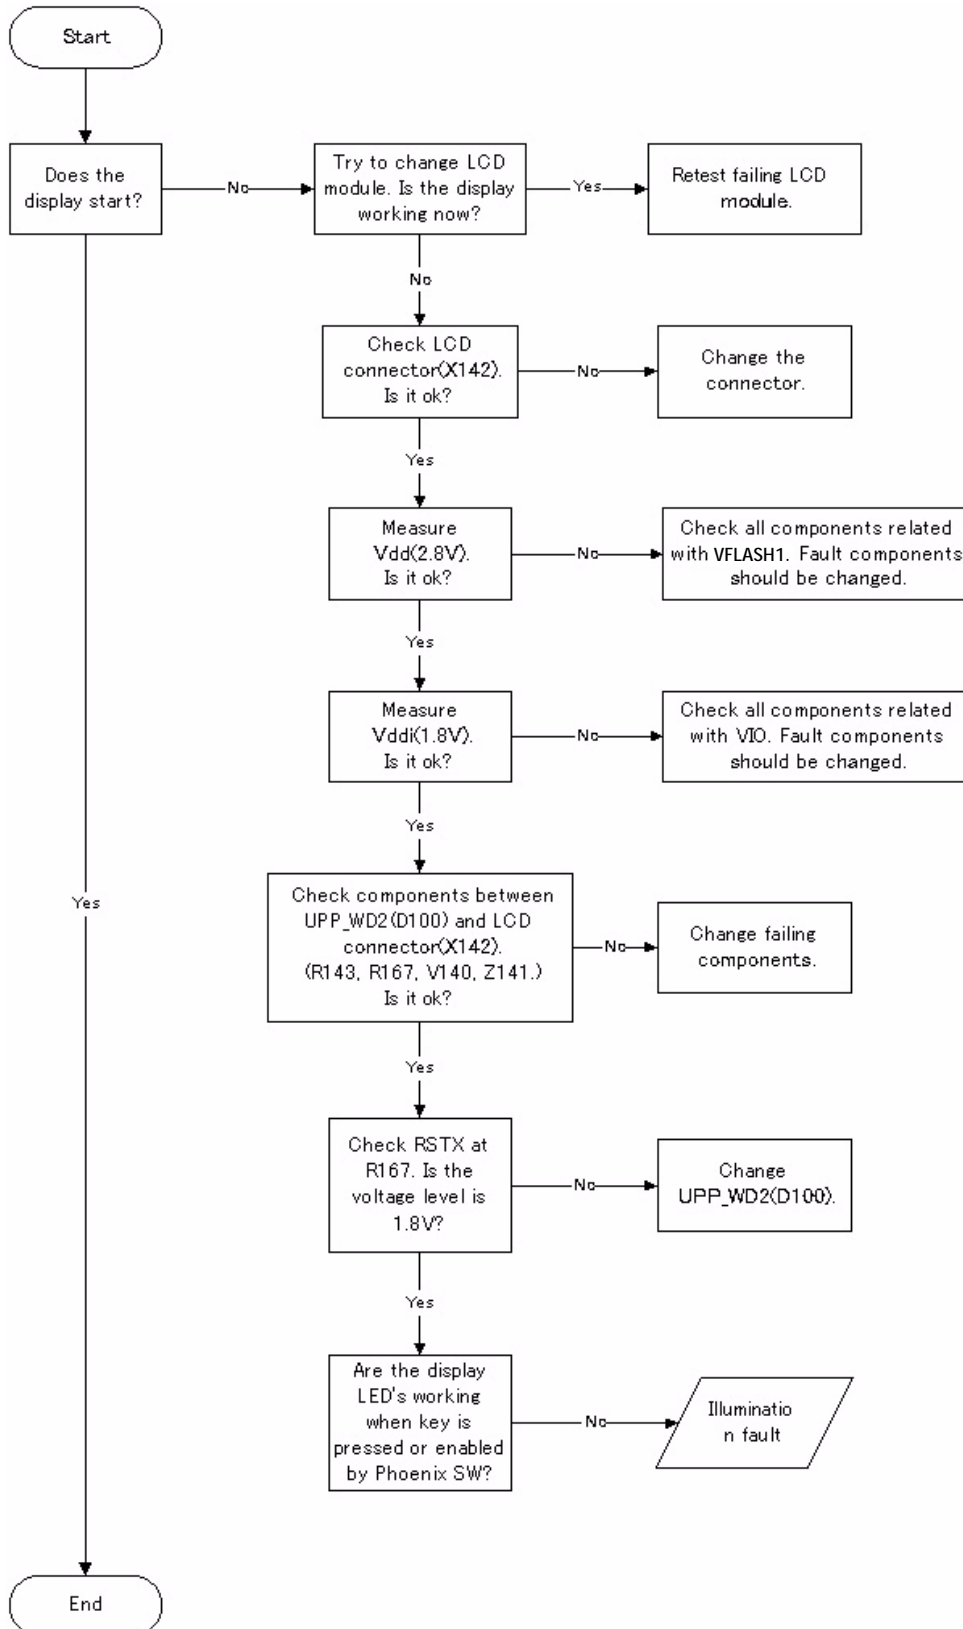 Start
Does the
display start?
No
Try to change LCD
module. Is the display
working now?
Yes
Retest failing LCD
module.
No
Check LCD
connector(X142).
Is it ok?
No
Change the
connector.
Yes
Measure
Vdd(2.8V).
Is it ok?
No
Check all components related
with VFLASH1. Fault components
should be changed.
Yes
Measure
Vddi(1.8V).
Is it ok?
No
Check all components related
with VIO. Fault components
should be changed.
Yes
Yes
Check components between
UPP_WD2(D100) and LCD
connector(X142).
(R143, R167, V140, Z141.)
Is it ok?
No
Change failing
components.
Yes
Check RSTX at
R167. Is the
voltage level is
1.8V?
No
Change
UPP_WD2(D100).
Yes
Are the display
LED's working
when key is
pressed or enabled
by Phoenix SW?
No
Illuminatio
n fault
End